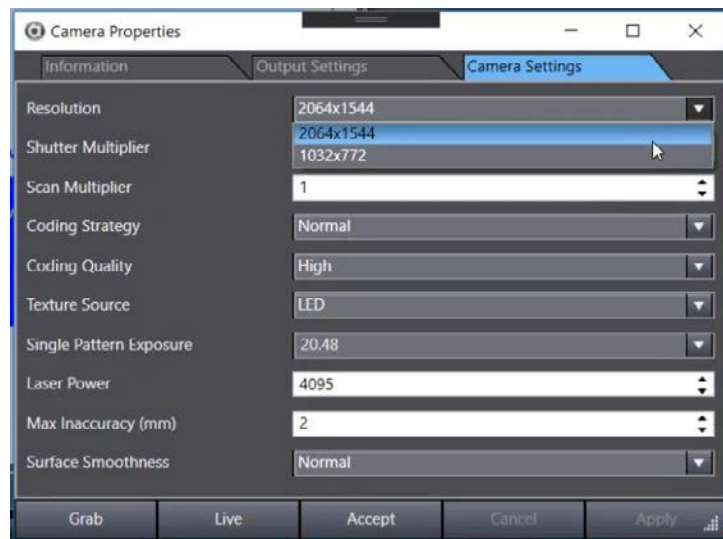 Camera Properties
Information Output Settings Camera Settings
Resolution 2064x1544
2064x1544
Shutter Multiplier
1032x772
Scan Multiplier 1
Coding Strategy Normal
Coding Quality High
Texture Source LED
Single Pattern Exposure 20.48
Laser Power 4095
Max Inaccuracy (mm) 2
Surface Smoothness Normal
Grab Live Accept Cancel Apply